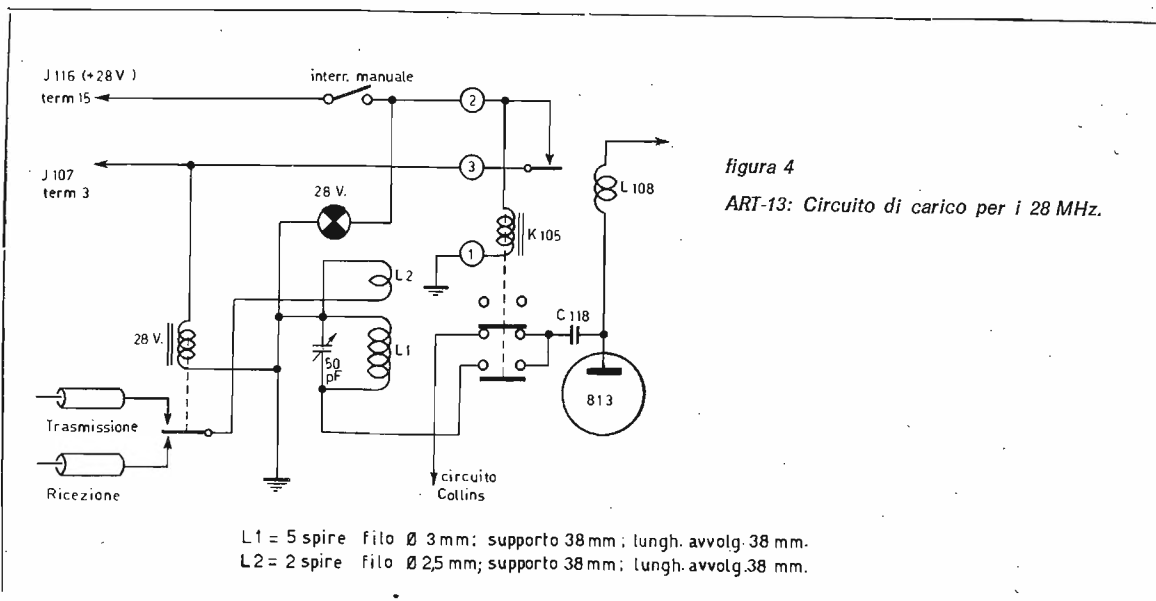 J 116 (+28V)
term 15
interr. manuale
2
J 107
term 3
3
28 V.
L 108
figura 4
ART-13: Circuito di carico per i 28 MHz.
K 105
1
L2
C 118
28 V.
50
pF
L1
813
Trasmissione
Ricezione
circuito
Collins
L1 = 5 spire filo Ø 3 mm; supporto 38 mm; lungh. avvolg. 38 mm.
L2 = 2 spire filo Ø 2,5 mm; supporto 38 mm; lungh. avvolg. 38 mm.